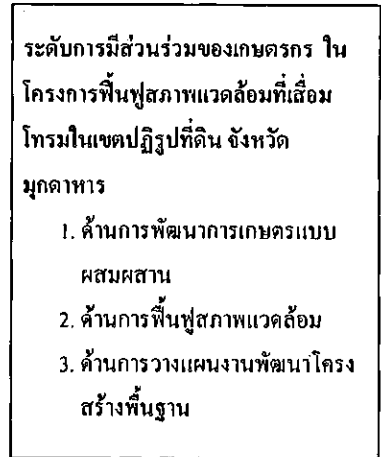 ระดับการมีส่วนร่วมของเกษตรกร ใน
โครงการฟื้นฟูสภาพแวดล้อมที่เสื่อม
โทรมในเขตปฏิรูปที่ดิน จังหวัด
มุกดาหาร
1. ด้านการพัฒนาการเกษตรแบบ
ผสมผสาน
2. ด้านการฟื้นฟูสภาพแวดล้อม
3. ด้านการวางแผนงานพัฒนาโครง
สร้างพื้นฐาน